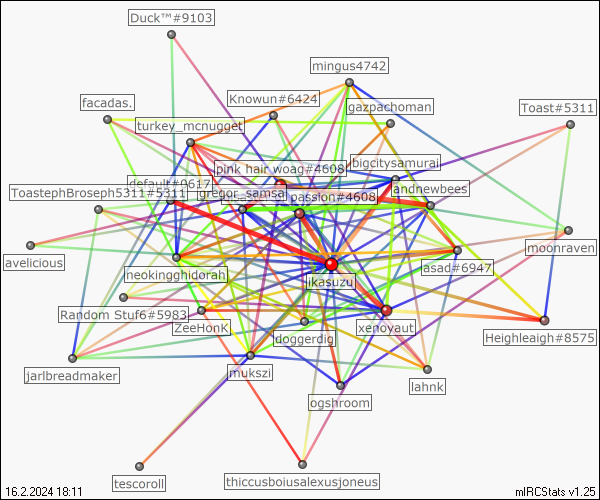 Duck™#9103
mingus4742
facadas.
Knowun#6424
gazpachoman
Toast#5311
turkey_mcnugget
bigcitysamurai
pink hair woag#4608
default#0617
andnewbees
ToastephBroseph5311#5311
gregor_samsa
passion#4608
avelicious
moonraven
neokingghidorah
asad#6947
ikasuzu
Random Stuf6#5983
ZeeHonK
xenoyaut
doggerdig
Heighleaigh#8575
jarlbreadmaker
mukszi
lahnk
ogshroom
tescoroll
thiccusboiusalexusjoneus
16.2.2024 18:11
mIRCStats v1.25